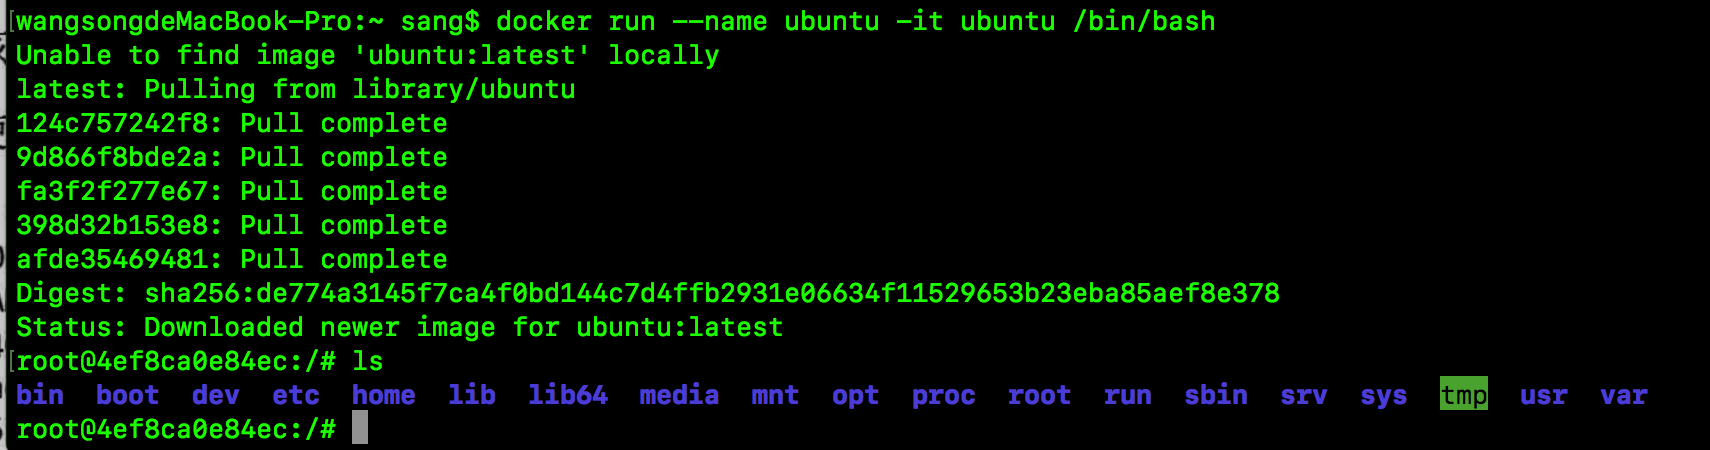 [wangsongdeMacBook-Pro:~ sang$ docker run --name ubuntu -it ubuntu /bin/bash
Unable to find image 'ubuntu:latest' locally
latest: Pulling from library/ubuntu
124c757242f8: Pull complete
9d866f8bde2a: Pull complete
fa3f2f277e67: Pull complete
398d32b153e8: Pull complete
afde35469481: Pull complete
Digest: sha256:de774a3145f7ca4f0bd144c7d4ffb2931e06634f11529653b23eba85aef8e378
Status: Downloaded newer image for ubuntu:latest
[root@4ef8ca0e84ec:/# ls
bin boot dev etc home lib lib64 media mnt opt proc root run sbin srv sys tmp usr var
root@4ef8ca0e84ec:/#